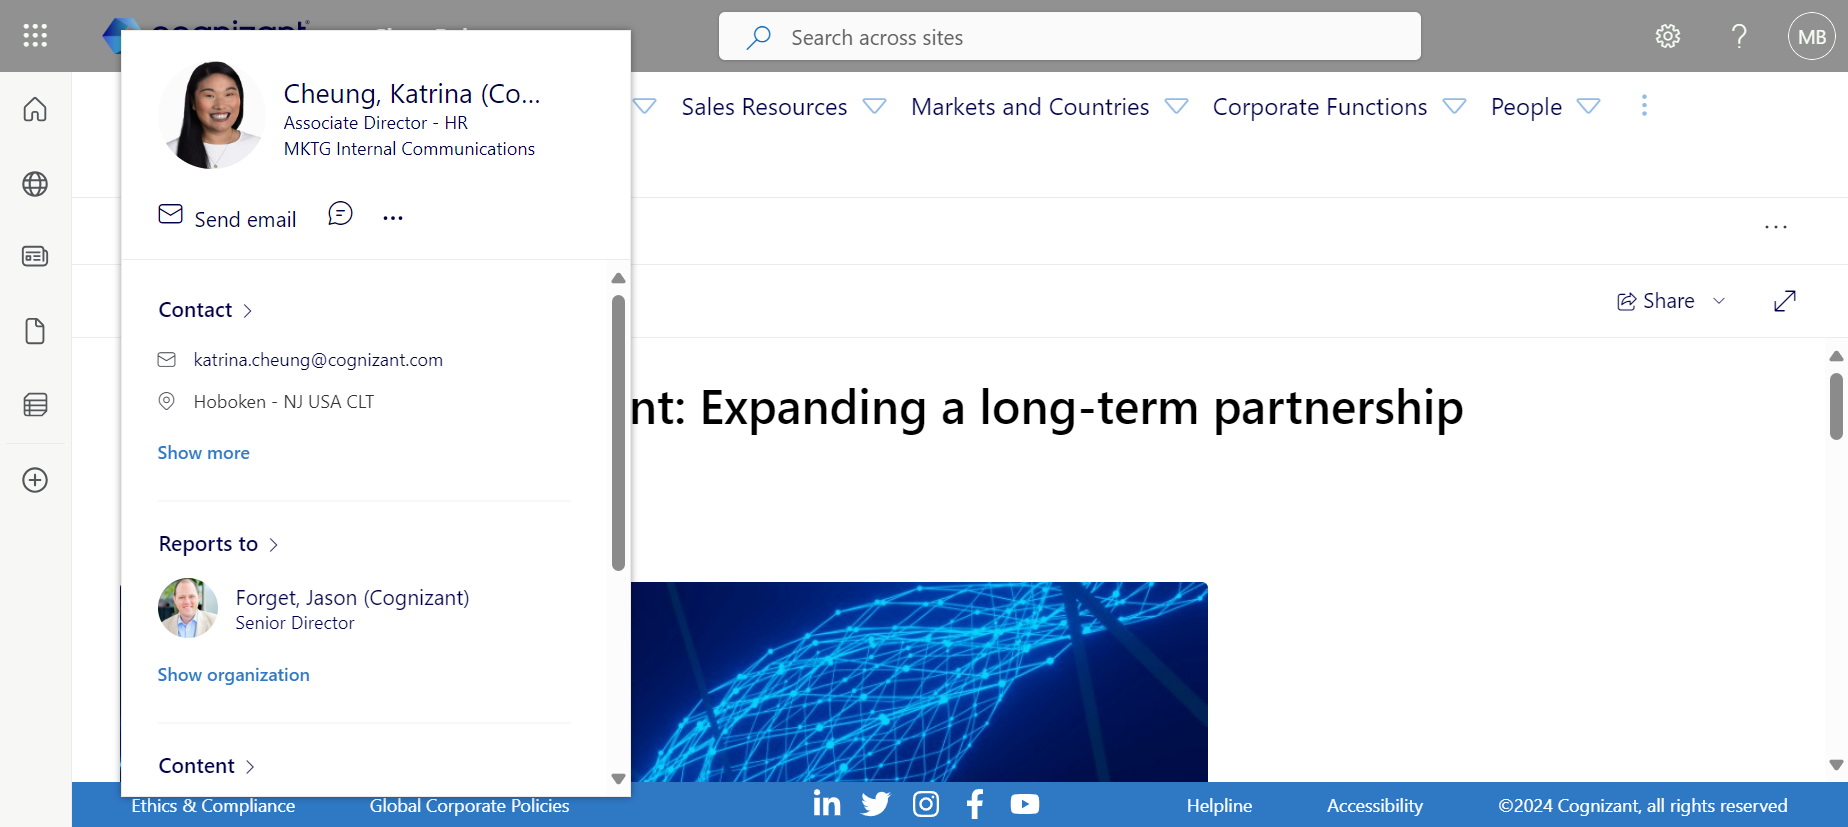 cognizant
Search across sites
MB
Cheung, Katrina (Co...
Associate Director - HR
MKTG Internal Communications
Sales Resources
Markets and Countries
Corporate Functions
People
Send email
Share
Contact
katrina.cheung@cognizant.com
Hoboken - NJ USA CLT
Show more
nt: Expanding a long-term partnership
Reports to
Forget, Jason (Cognizant)
Senior Director
Show organization
Content
Ethics & Compliance
Global Corporate Policies
Helpline
Accessibility
©2024 Cognizant, all rights reserved